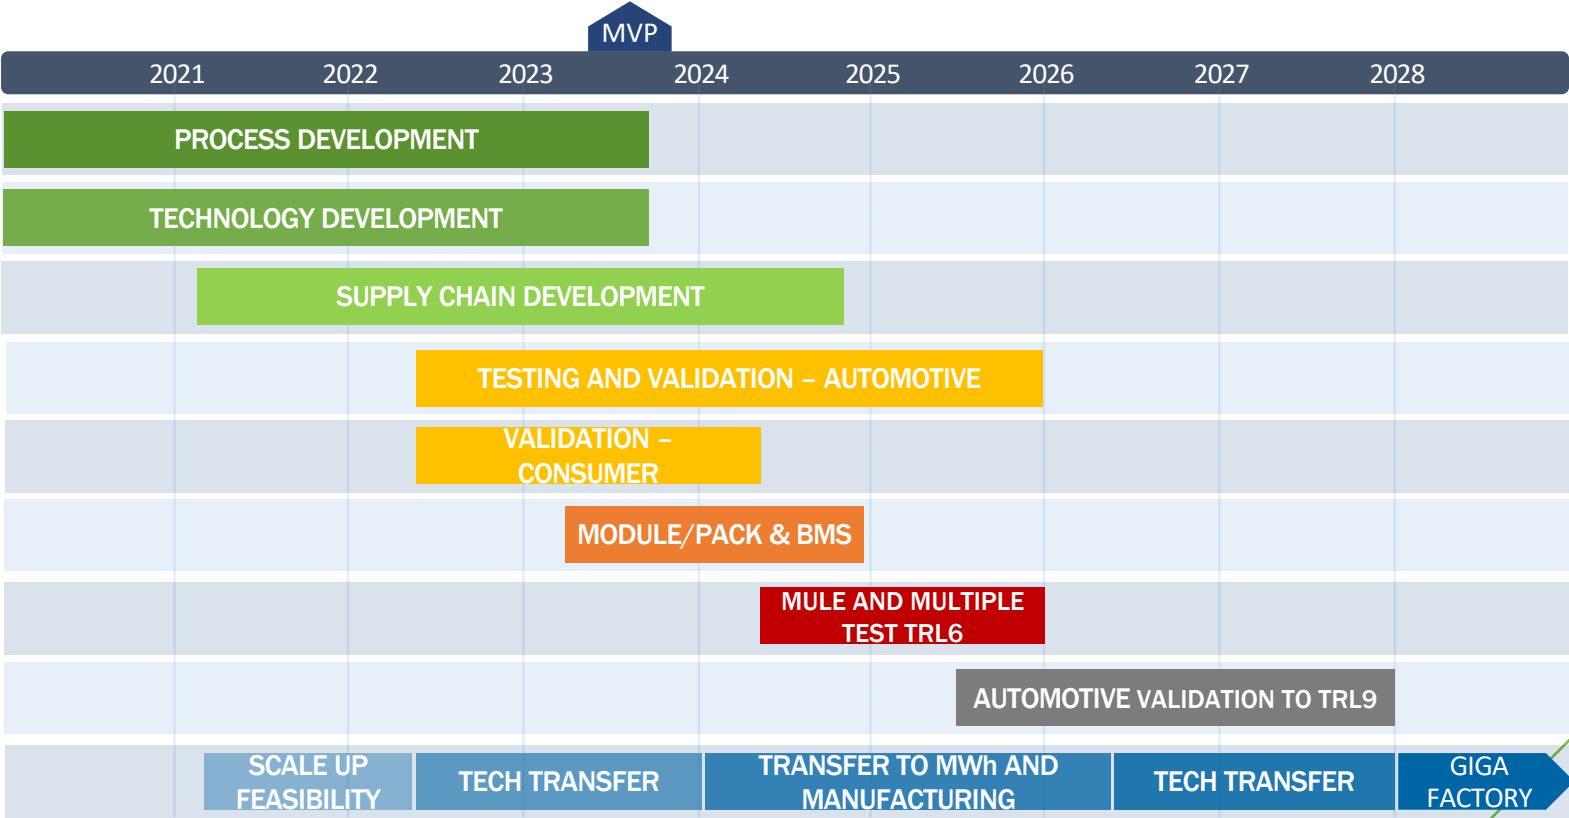 MVP
2021 2022 2023 2024 2025 2026 2027 2028
PROCESS DEVELOPMENT
TECHNOLOGY DEVELOPMENT
SUPPLY CHAIN DEVELOPMENT
TESTING AND VALIDATION – AUTOMOTIVE
VALIDATION –
CONSUMER
MODULE/PACK & BMS
MULE AND MULTIPLE
TEST TRL6
AUTOMOTIVE VALIDATION TO TRL9
SCALE UP
FEASIBILITY
TECH TRANSFER
TRANSFER TO MWh AND
MANUFACTURING
TECH TRANSFER
GIGA
FACTORY